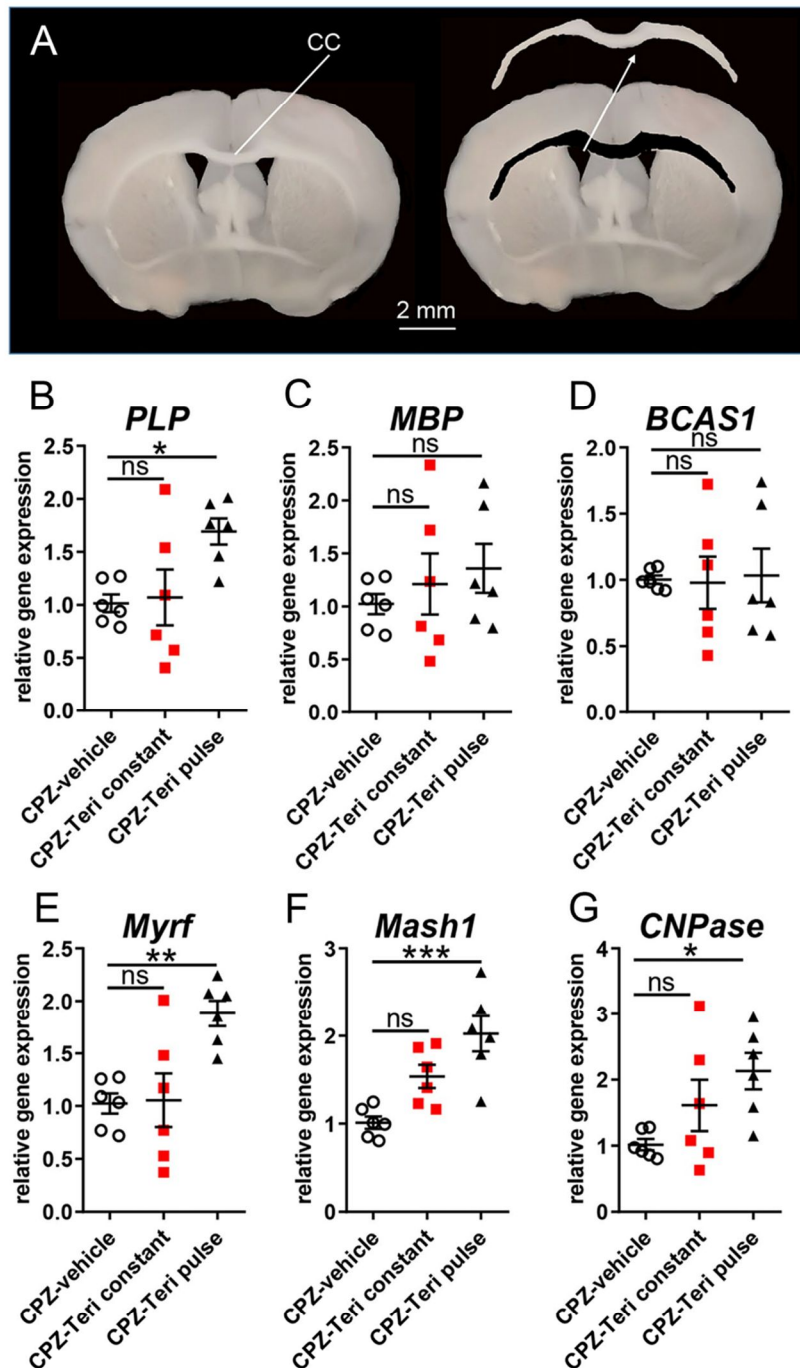 A
CC
2 mm
B
PLP
relative gene expression
2.5
2.0
1.5
1.0
0.5
0.0
*
ns
CPZ-vehicle
CPZ-Teri constant
CPZ-Teri pulse
C
MBP
relative gene expression
2.5
2.0
1.5
1.0
0.5
0.0
ns
ns
CPZ-vehicle
CPZ-Teri constant
CPZ-Teri pulse
D
BCAS1
relative gene expression
2.0
1.5
1.0
0.5
0.0
ns
ns
CPZ-vehicle
CPZ-Teri constant
CPZ-Teri pulse
E
Myrf
relative gene expression
2.5
2.0
1.5
1.0
0.5
0.0
**
ns
CPZ-vehicle
CPZ-Teri constant
CPZ-Teri pulse
F
Mash1
relative gene expression
3
2
1
0
***
ns
CPZ-vehicle
CPZ-Teri constant
CPZ-Teri pulse
G
CNPase
relative gene expression
4
3
2
1
0
*
ns
CPZ-vehicle
CPZ-Teri constant
CPZ-Teri pulse